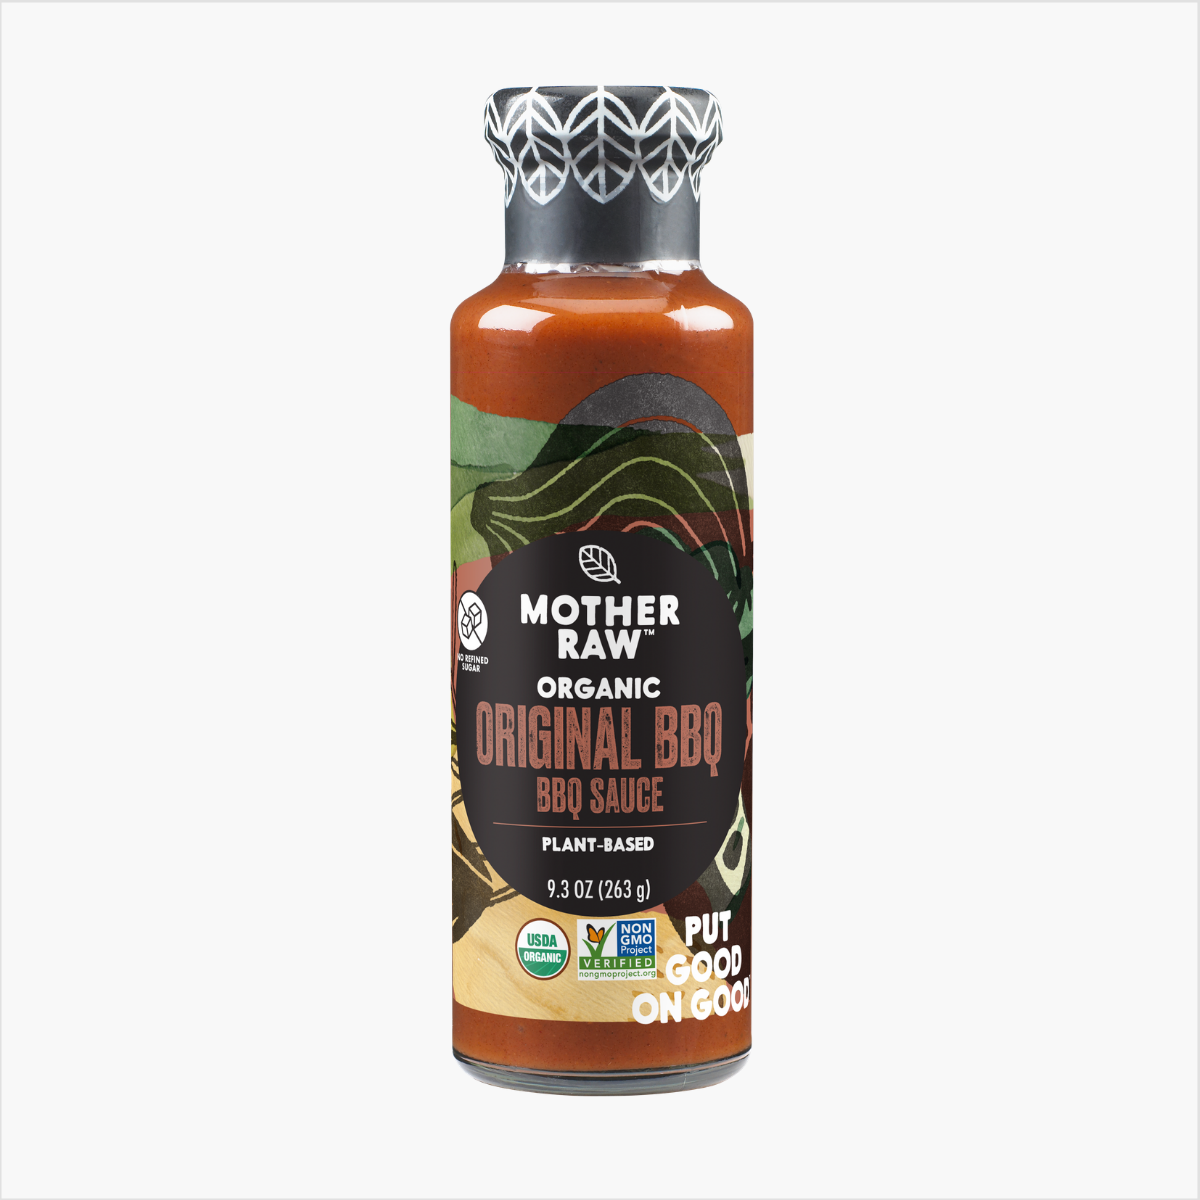 MOTHER
RAW™
ORGANIC
ORIGINAL BBQ
BBQ SAUCE
PLANT-BASED
9.3 OZ (263 g)
NO REFINED
SUGAR
USDA
ORGANIC
NON
GMO
Project
VERIFIED
nongmoproject.org
PUT
GOOD
ON GOOD